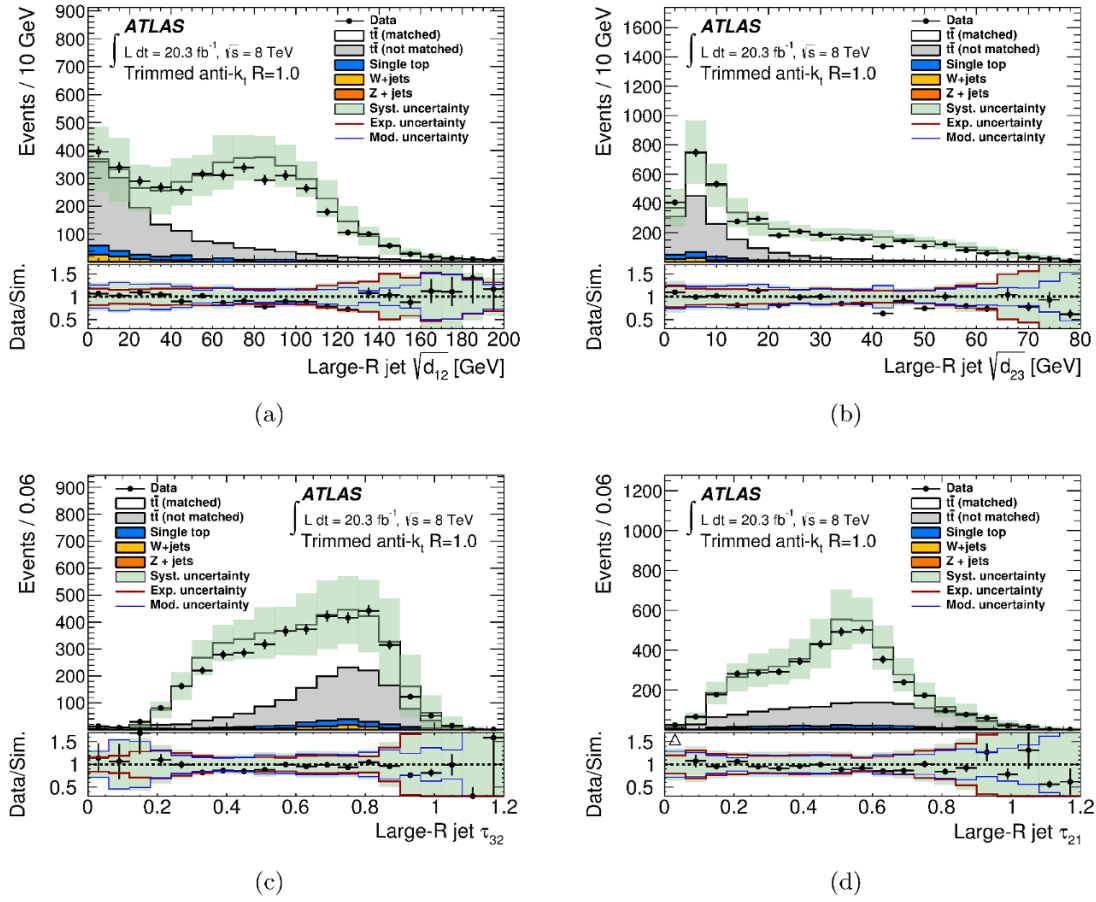 Events / 10 GeV
900
800
700
600
500
400
300
200
100
ATLAS
∫ L dt = 20.3 fb⁻¹, √s = 8 TeV
Trimmed anti-kₜ R=1.0
Data
tt̄ (matched)
tt̄ (not matched)
Single top
W+jets
Z + jets
Syst. uncertainty
Exp. uncertainty
Mod. uncertainty
Data/Sim.
1.5
1
0.5
0 20 40 60 80 100 120 140 160 180 200
Large-R jet √d₁₂ [GeV]
(a)
Events / 10 GeV
1600
1400
1200
1000
800
600
400
200
0
ATLAS
∫ L dt = 20.3 fb⁻¹, √s = 8 TeV
Trimmed anti-kₜ R=1.0
Data
tt̄ (matched)
tt̄ (not matched)
Single top
W+jets
Z + jets
Syst. uncertainty
Exp. uncertainty
Mod. uncertainty
Data/Sim.
1.5
1
0.5
0 10 20 30 40 50 60 70 80
Large-R jet √d₂₃ [GeV]
(b)
Events / 0.06
900
800
700
600
500
400
300
200
100
Data
tt̄ (matched)
tt̄ (not matched)
Single top
W+jets
Z + jets
Syst. uncertainty
Exp. uncertainty
Mod. uncertainty
ATLAS
∫ L dt = 20.3 fb⁻¹, √s = 8 TeV
Trimmed anti-kₜ R=1.0
Data/Sim.
1.5
1
0.5
0 0.2 0.4 0.6 0.8 1 1.2
Large-R jet τ₃₂
(c)
Events / 0.06
1200
1000
800
600
400
200
0
ATLAS
∫ L dt = 20.3 fb⁻¹, √s = 8 TeV
Trimmed anti-kₜ R=1.0
Data
tt̄ (matched)
tt̄ (not matched)
Single top
W+jets
Z + jets
Syst. uncertainty
Exp. uncertainty
Mod. uncertainty
Data/Sim.
1.5
1
0.5
0 0.2 0.4 0.6 0.8 1 1.2
Large-R jet τ₂₁
(d)